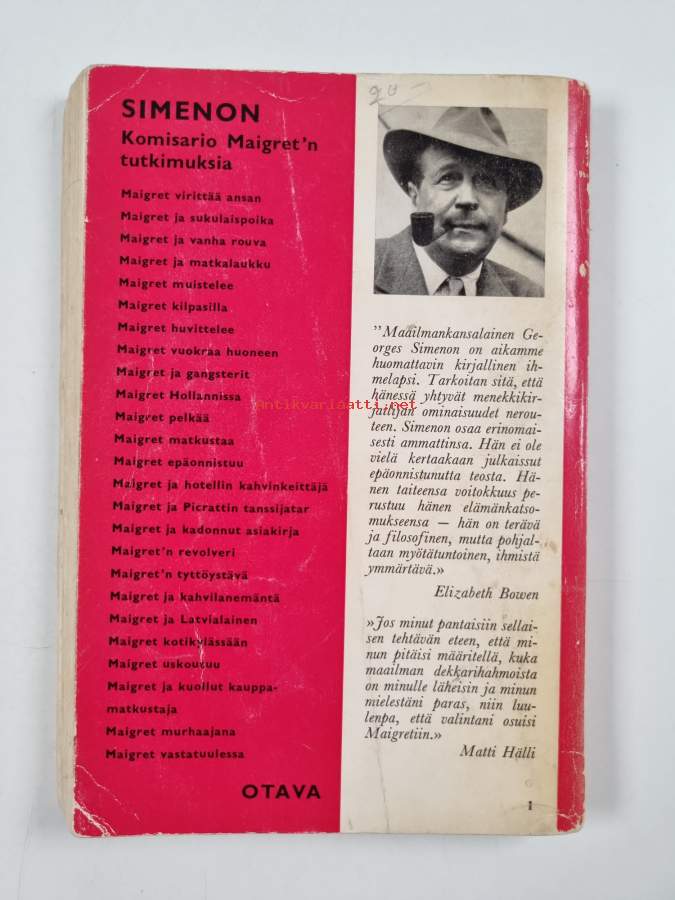 SIMENON
Komisario Maigret'n
tutkimuksia
Maigret virittää ansan
Maigret ja sukulaispoika
Maigret ja vanha rouva
Maigret ja matkalaukku
Maigret muistelee
Maigret kilpasilla
Maigret huvittelee
Maigret vuokraa huoneen
Maigret ja gangsterit
Maigret Hollannissa
Maigret pelkää
Maigret matkustaa
Maigret epäonnistuu
Maigret ja hotellin kahvinkeittäjä
Maigret ja Picrattin tanssijatar
Maigret ja kadonnut asiakirja
Maigret'n revolveri
Maigret'n tyttöystävä
Maigret ja kahvilanemäntä
Maigret ja Latvialainen
Maigret kotikylässään
Maigret uskoutuu
Maigret ja kuollut kauppa-
matkustaja
Maigret murhaajana
Maigret vastatuulessa
OTAVA
20
"Maailmankansalainen Ge-
orges Simenon on aikamme
huomattavin kirjallinen ih-
melapsi. Tarkoitan sitä, että
hänessä yhtyvät menekkikir-
jailijan ominaisuudet nerou-
teen. Simenon osaa erinomai-
sesti ammattinsa. Hän ei ole
vielä kertaakaan julkaissut
epäonnistunutta teosta. Hä-
nen taiteensa voitokkuus pe-
rustuu hänen elämänkatso-
mukseensa — hän on terävä
ja filosofinen, mutta pohjal-
taan myötätuntoinen, ihmistä
ymmärtävä.»
Elizabeth Bowen
»Jos minut pantaisiin sellai-
sen tehtävän eteen, että mi-
nun pitäisi määritellä, kuka
maailman dekkarihahmoista
on minulle läheisin ja minun
mielestäni paras, niin luu-
lenpa, että valintani osuisi
Maigretiin.»
Matti Hälli
1
antikvariaatti.net